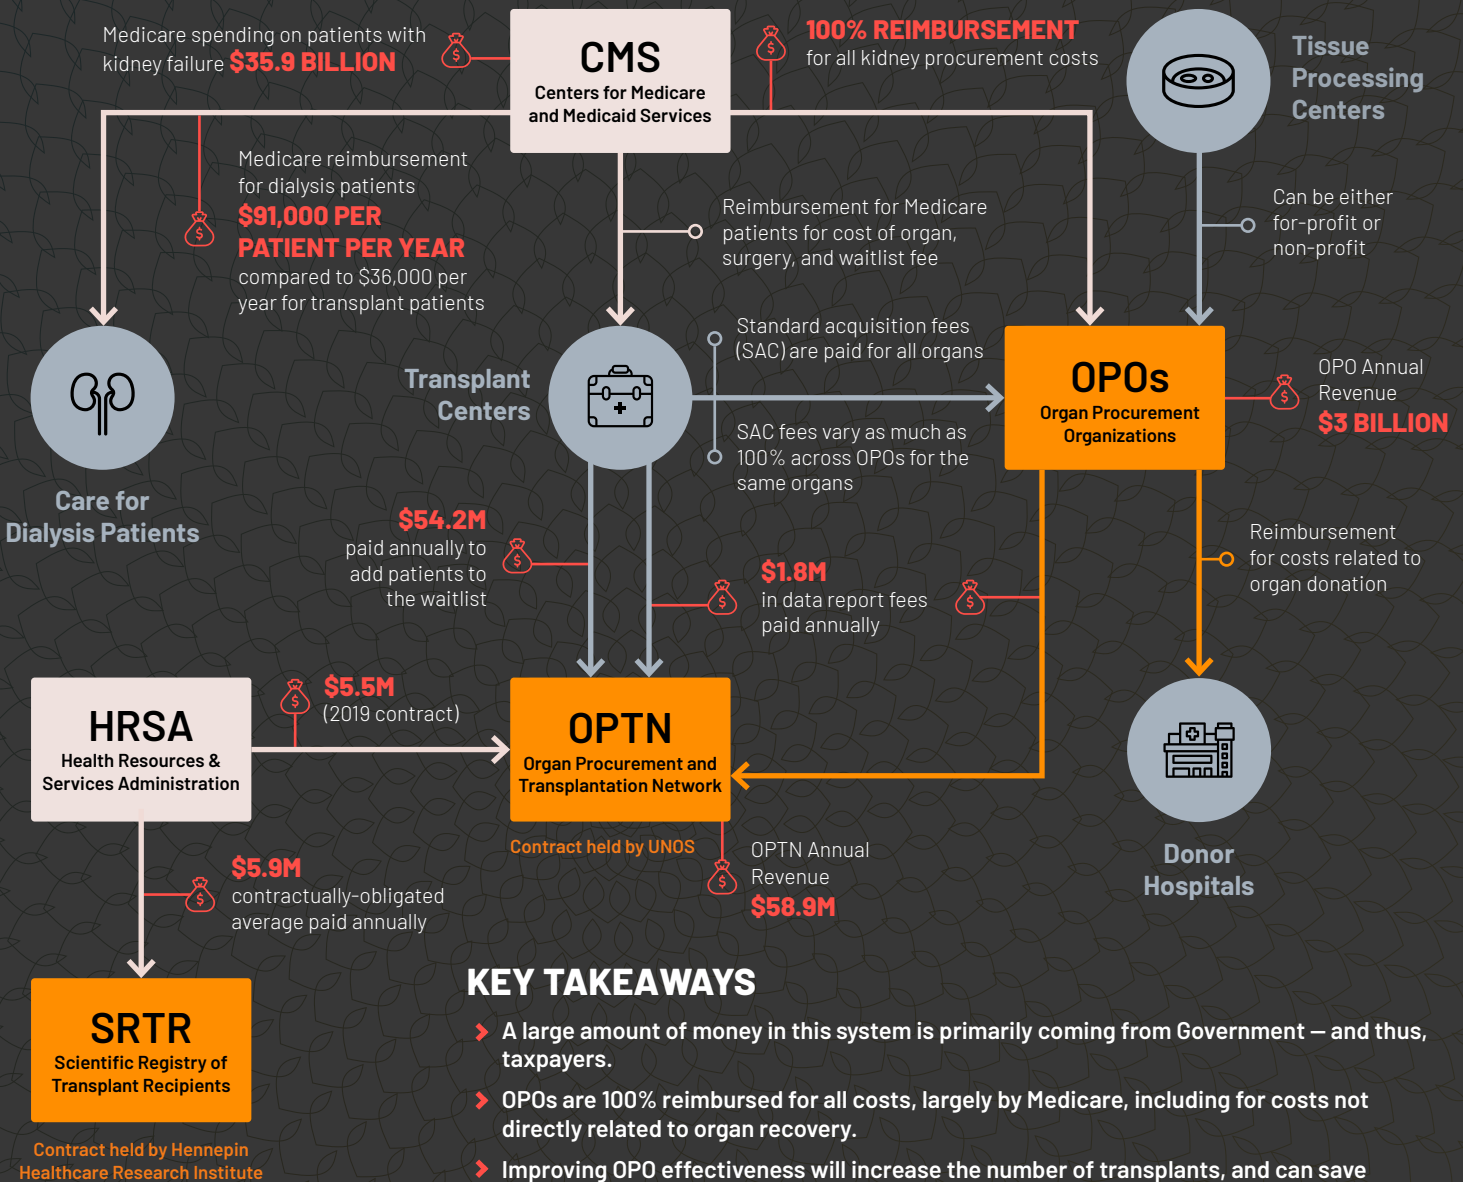 Medicare spending on patients with
kidney failure $35.9 BILLION
CMS
Centers for Medicare
and Medicaid Services
100% REIMBURSEMENT
for all kidney procurement costs
Tissue
Processing
Centers
Medicare reimbursement
for dialysis patients
$91,000 PER
PATIENT PER YEAR
compared to $36,000 per
year for transplant patients
Reimbursement for Medicare
patients for cost of organ,
surgery, and waitlist fee
Can be either
for-profit or
non-profit
Care for
Dialysis Patients
Transplant
Centers
Standard acquisition fees
(SAC) are paid for all organs
SAC fees vary as much as
100% across OPOs for the
same organs
OPOs
Organ Procurement
Organizations
OPO Annual
Revenue
$3 BILLION
$54.2M
paid annually to
add patients to
the waitlist
$1.8M
in data report fees
paid annually
Reimbursement
for costs related to
organ donation
HRSA
Health Resources &
Services Administration
$5.5M
(2019 contract)
OPTN
Organ Procurement and
Transplantation Network
Contract held by UNOS
OPTN Annual
Revenue
$58.9M
Donor
Hospitals
$5.9M
contractually-obligated
average paid annually
SRTR
Scientific Registry of
Transplant Recipients
Contract held by Hennepin
Healthcare Research Institute
KEY TAKEAWAYS
A large amount of money in this system is primarily coming from Government — and thus,
taxpayers.
OPOs are 100% reimbursed for all costs, largely by Medicare, including for costs not
directly related to organ recovery.
Improving OPO effectiveness will increase the number of transplants, and can save